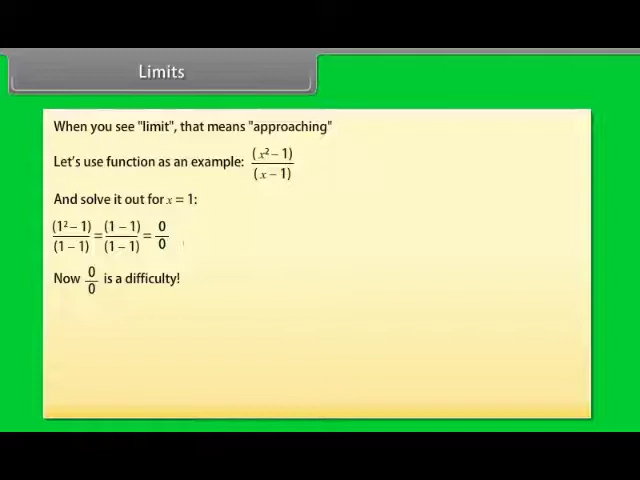 Limits
When you see "limit", that means "approaching"
Let's use function as an example: (x² − 1)/(x − 1)
And solve it out for x = 1:
(1² − 1)/(1 − 1) = (1 − 1)/(1 − 1) = 0/0
Now 0/0 is a difficulty!